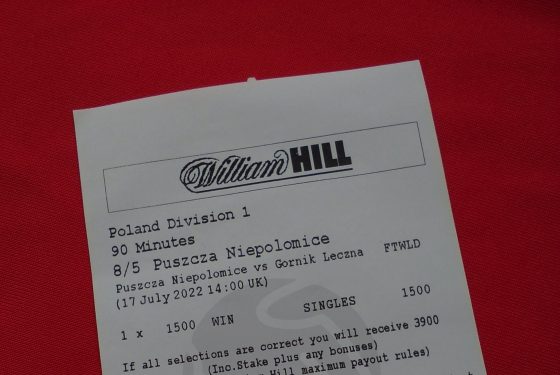 William HILL
Poland Division 1
90 Minutes
8/5 Puszcza Niepolomice
Puszcza Niepolomice vs Gornik Leczna FTWLD
(17 July 2022 14:00 UK)
1 x 1500 WIN SINGLES 1500
If all selections are correct you will receive 3900
(Inc.Stake plus any bonuses)
Hill maximum payout rules)